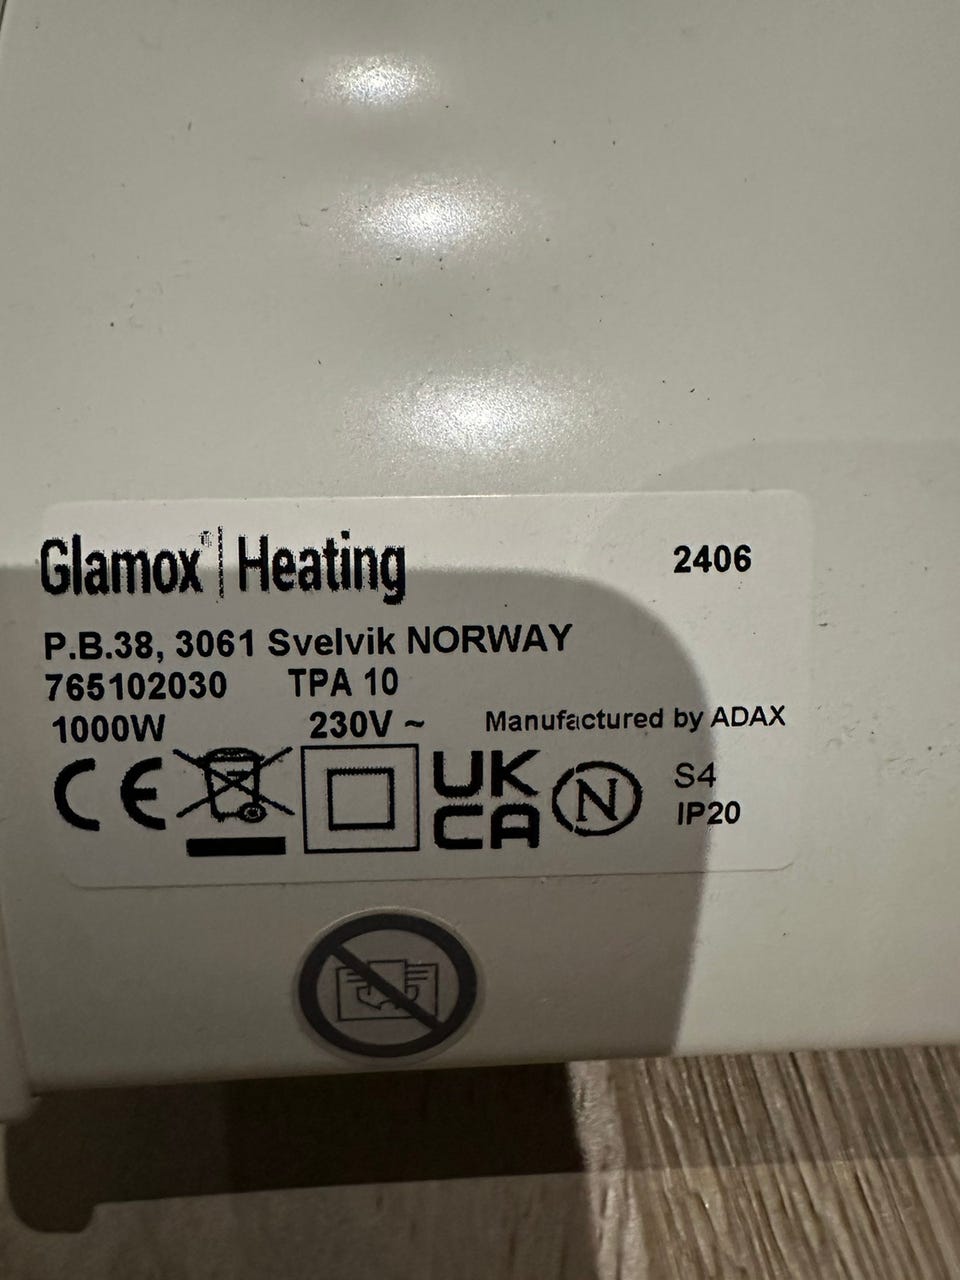 Glamox® | Heating 2406
P.B.38, 3061 Svelvik NORWAY
765102030 TPA 10
1000W 230V ~ Manufactured by ADAX
CE UK CA N S4
IP20